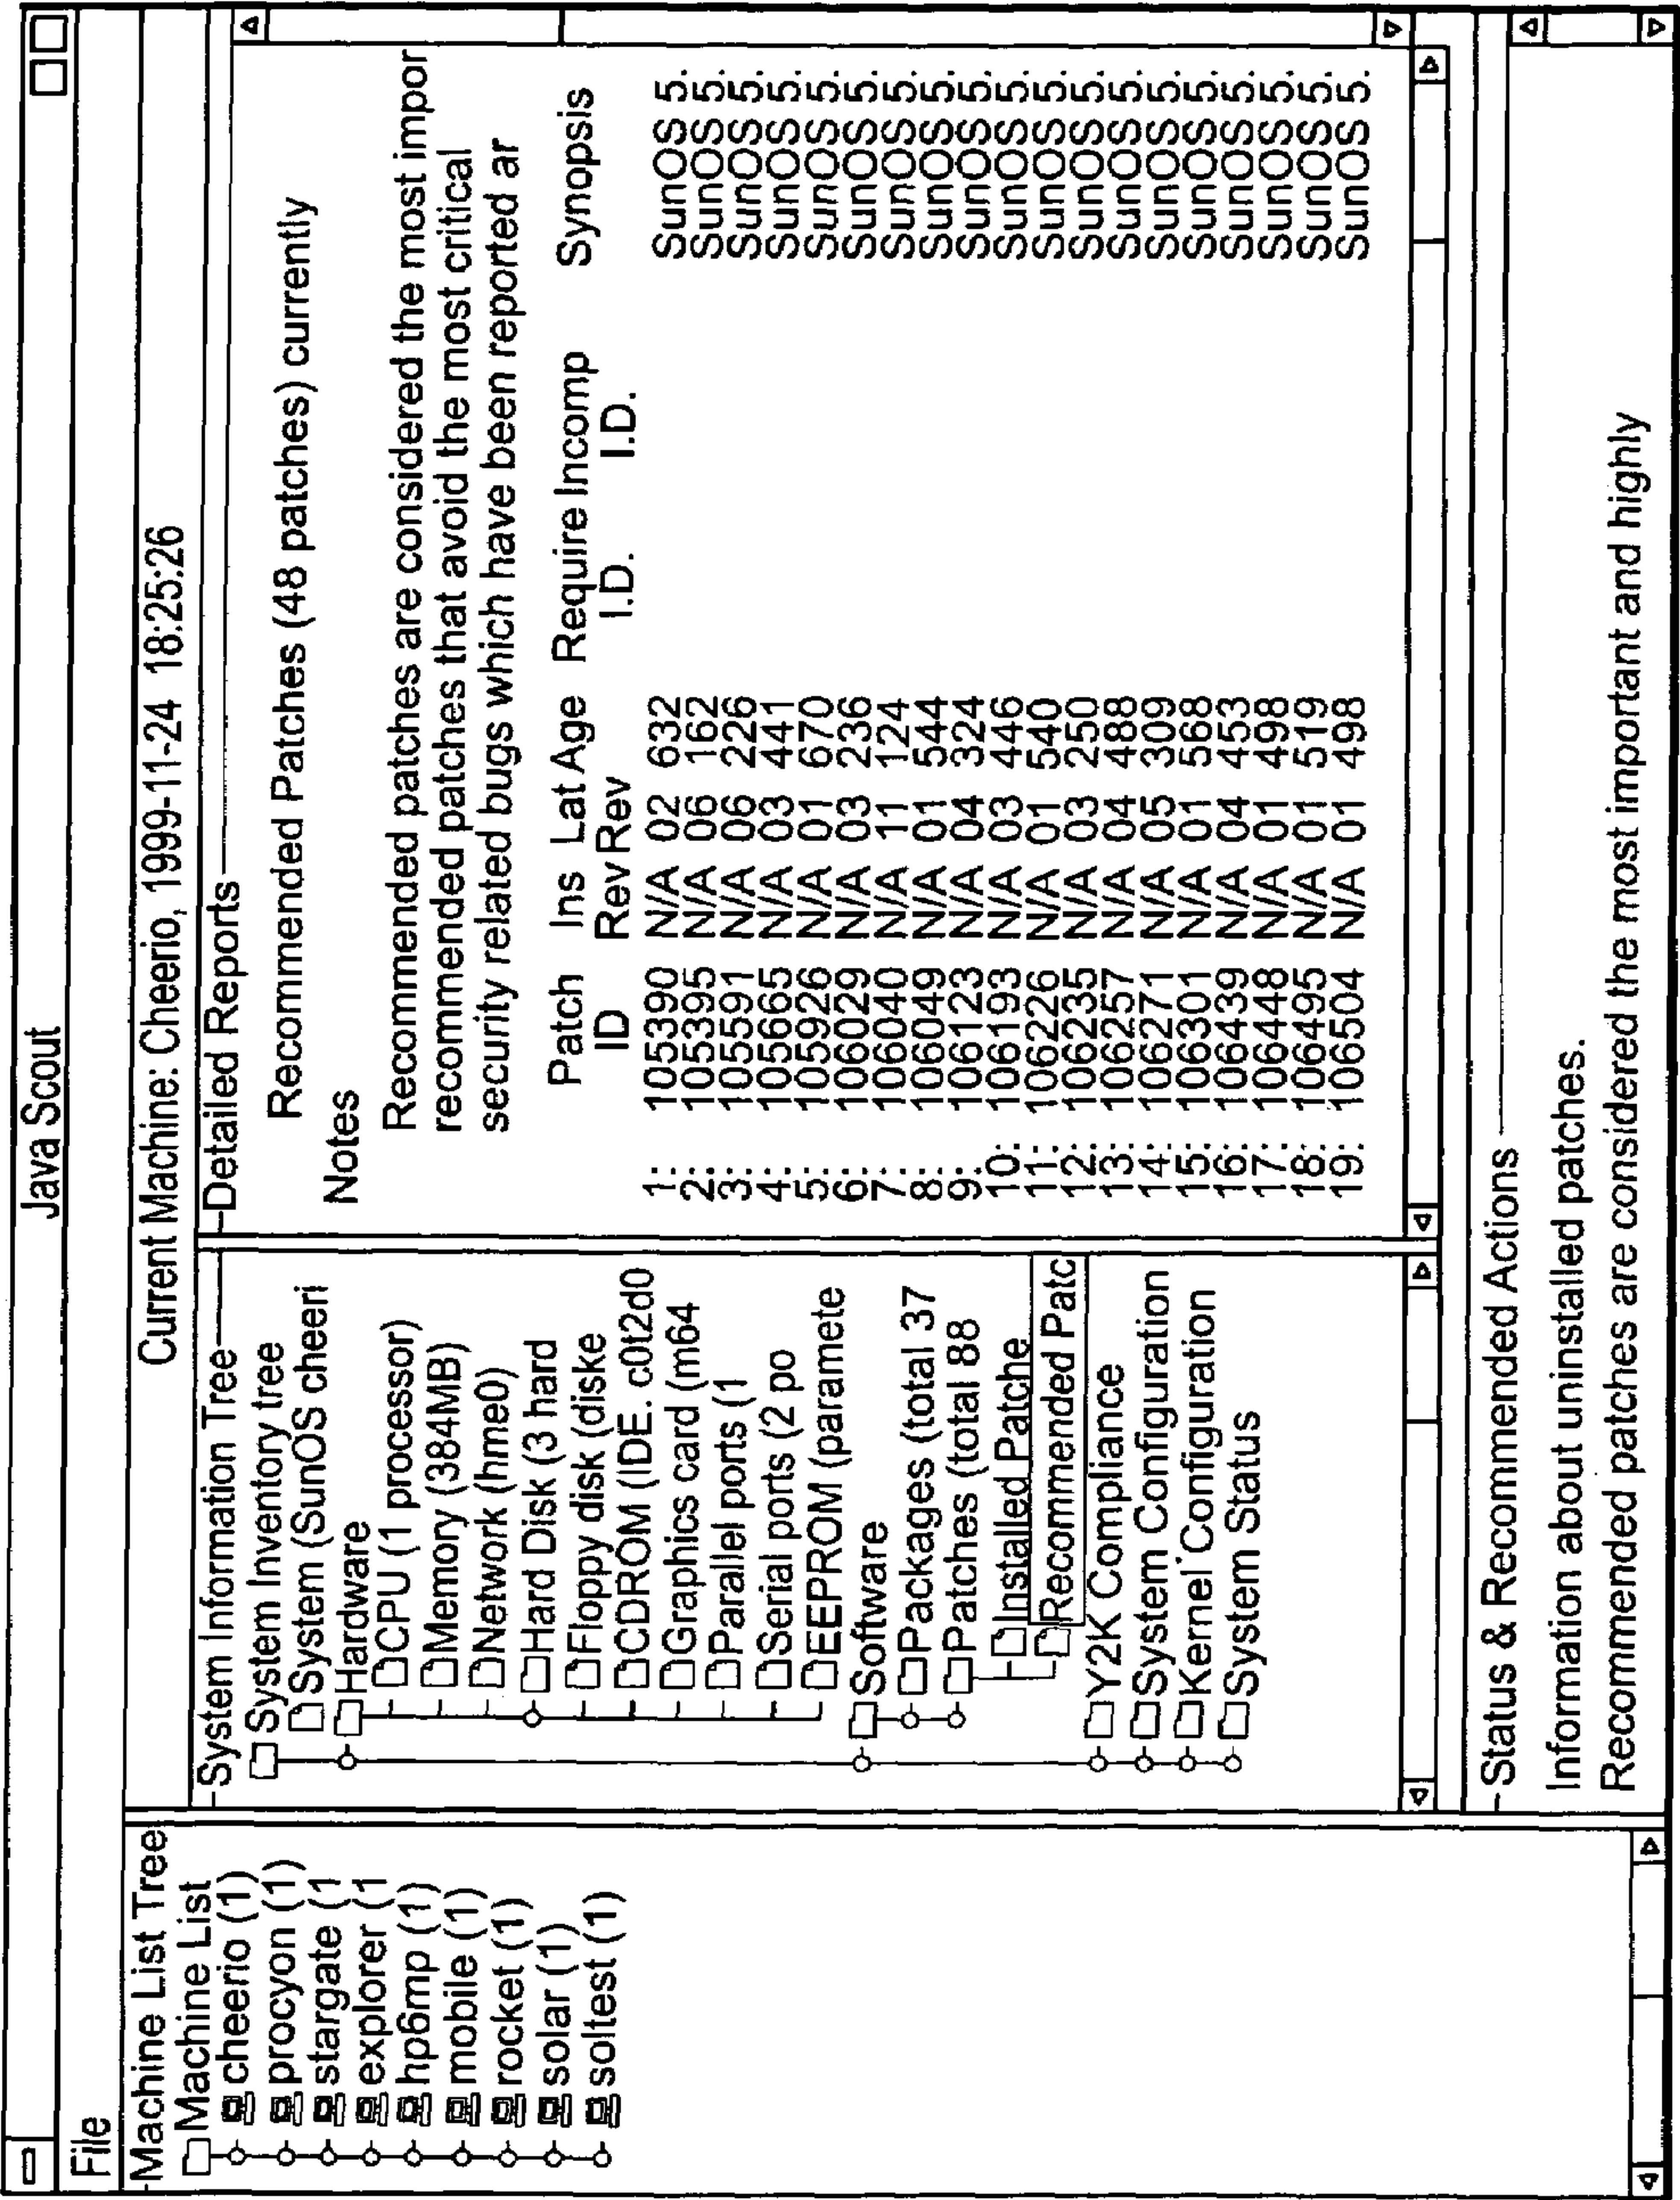 Java Scout
File
Machine List Tree
Machine List
cheerio (1)
procyon (1)
stargate (1
explorer (1
hp6mp (1)
mobile (1)
rocket (1)
solar (1)
soltest (1)
Current Machine: Cheerio, 1999-11-24 18:25:26
System Information Tree
System Inventory tree
System (SunOS cheeri
Hardware
CPU (1 processor)
Memory (384MB)
Network (hme0)
Hard Disk (3 hard
Floppy disk (diske
CDROM (IDE. c0t2d0
Graphics card (m64
Parallel ports (1
Serial ports (2 po
EEPROM (paramete
Software
Packages (total 37
Patches (total 88
Installed Patche
Recommended Patc
Y2K Compliance
System Configuration
Kernel Configuration
System Status
Detailed Reports
Recommended Patches (48 patches) currently
Notes
Recommended patches are considered the most impor
recommended patches that avoid the most critical
security related bugs which have been reported ar
Patch Ins Lat Age Require Incomp Synopsis
ID Rev Rev I.D. I.D.
1: 105390 N/A 02 632 SunOS 5.
2: 105395 N/A 06 162 SunOS 5.
3: 105591 N/A 06 226 SunOS 5.
4: 105665 N/A 03 441 SunOS 5.
5: 105926 N/A 01 670 SunOS 5.
6: 106029 N/A 03 236 SunOS 5.
7: 106040 N/A 11 124 SunOS 5.
8: 106049 N/A 01 544 SunOS 5.
9: 106123 N/A 04 324 SunOS 5.
10: 106193 N/A 03 446 SunOS 5.
11: 106226 N/A 01 540 SunOS 5.
12: 106235 N/A 03 250 SunOS 5.
13: 106257 N/A 04 488 SunOS 5.
14: 106271 N/A 05 309 SunOS 5.
15: 106301 N/A 01 568 SunOS 5.
16: 106439 N/A 04 453 SunOS 5.
17: 106448 N/A 01 498 SunOS 5.
18: 106495 N/A 01 519 SunOS 5.
19: 106504 N/A 01 498 SunOS 5.
Status & Recommended Actions
Information about uninstalled patches.
Recommended patches are considered the most important and highly